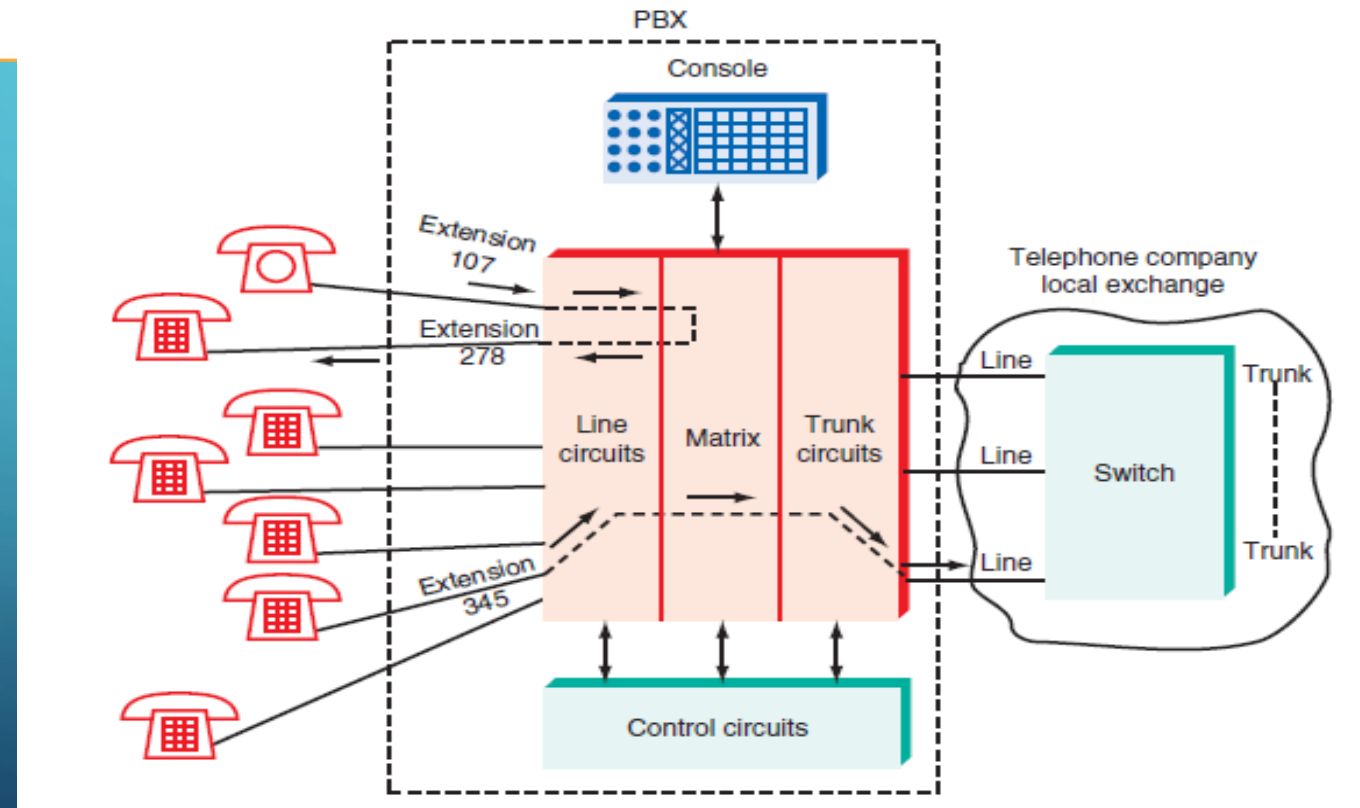 PBX
Console
Extension
107
Extension
278
Telephone company
local exchange
Line
Trunk
Line
circuits
Matrix
Trunk
circuits
Line
Switch
Extension
345
Line
Trunk
Control circuits